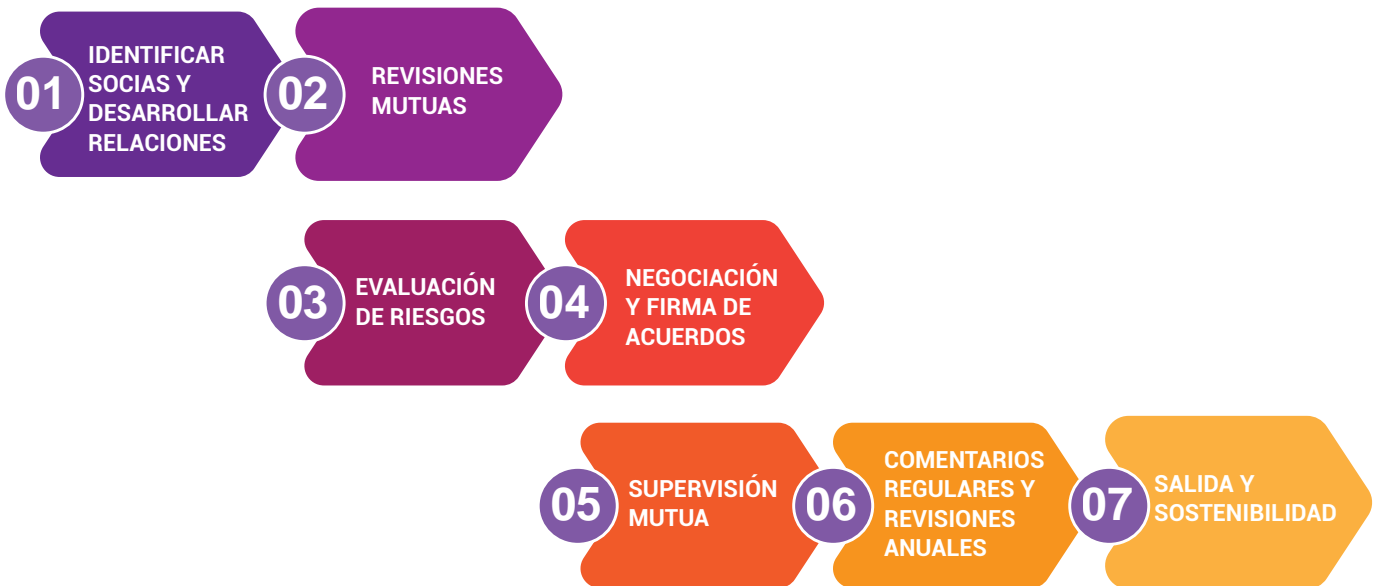 01
IDENTIFICAR
SOCIAS Y
DESARROLLAR
RELACIONES
02
REVISIONES
MUTUAS
03
EVALUACIÓN
DE RIESGOS
04
NEGOCIACIÓN
Y FIRMA DE
ACUERDOS
05
SUPERVISIÓN
MUTUA
06
COMENTARIOS
REGULARES Y
REVISIONES
ANUALES
07
SALIDA Y
SOSTENIBILIDAD